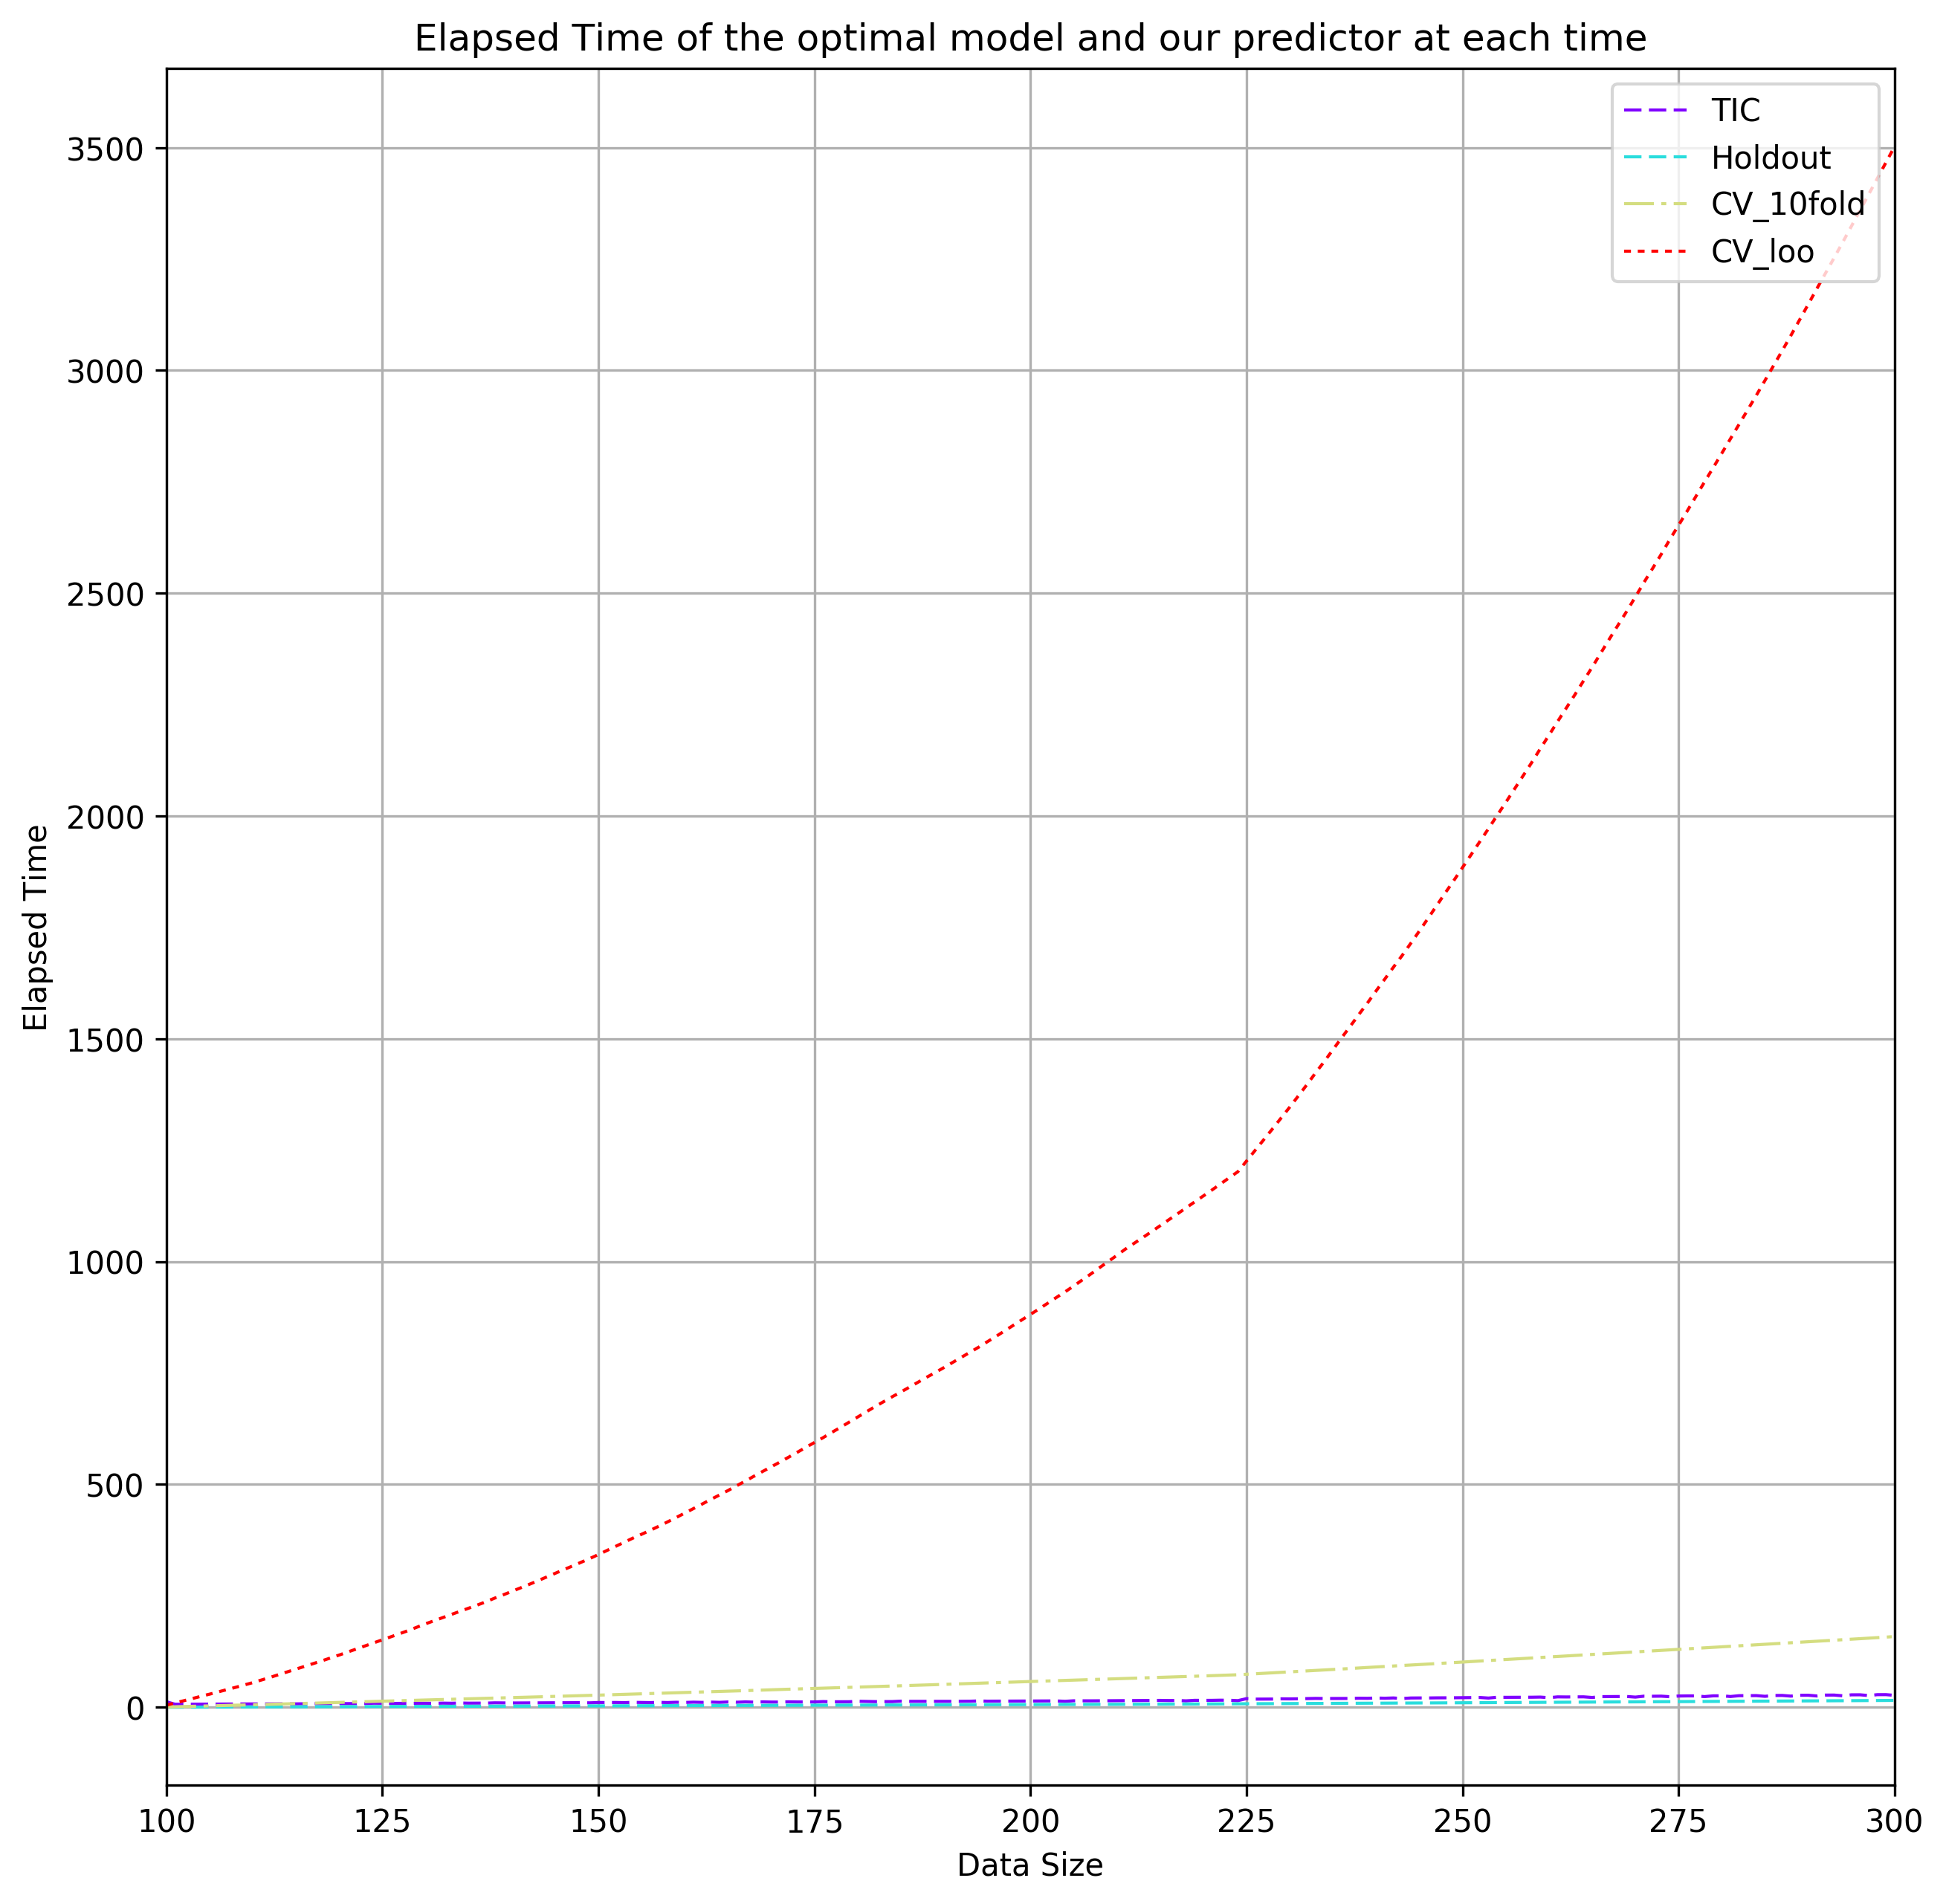 Elapsed Time of the optimal model and our predictor at each time
TIC
Holdout
CV_10fold
CV_loo
3500
3000
2500
2000
1500
1000
500
0
Elapsed Time
100 125 150 175 200 225 250 275 300
Data Size